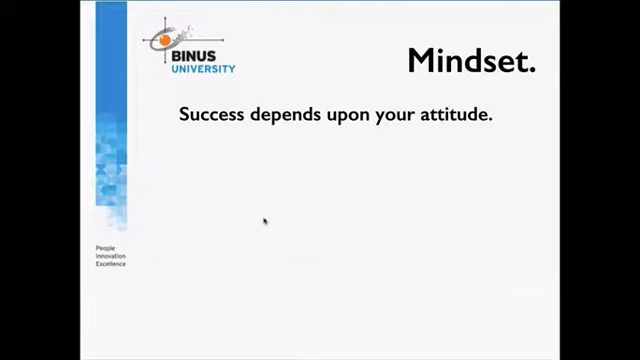 BINUS
UNIVERSITY
Mindset.
Success depends upon your attitude.
People
Innovation
Excellence